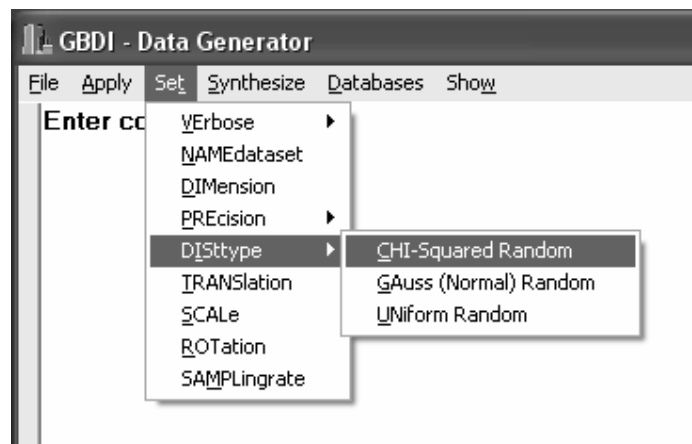 GBDI - Data Generator
File Apply Set Synthesize Databases Show
Enter
VErbose
NAMEdataset
DIMension
PREcision
DISttype
CHI-Squared Random
TRANSlation
GAuss (Normal) Random
SCALe
UNiform Random
ROTation
SAMPLingrate